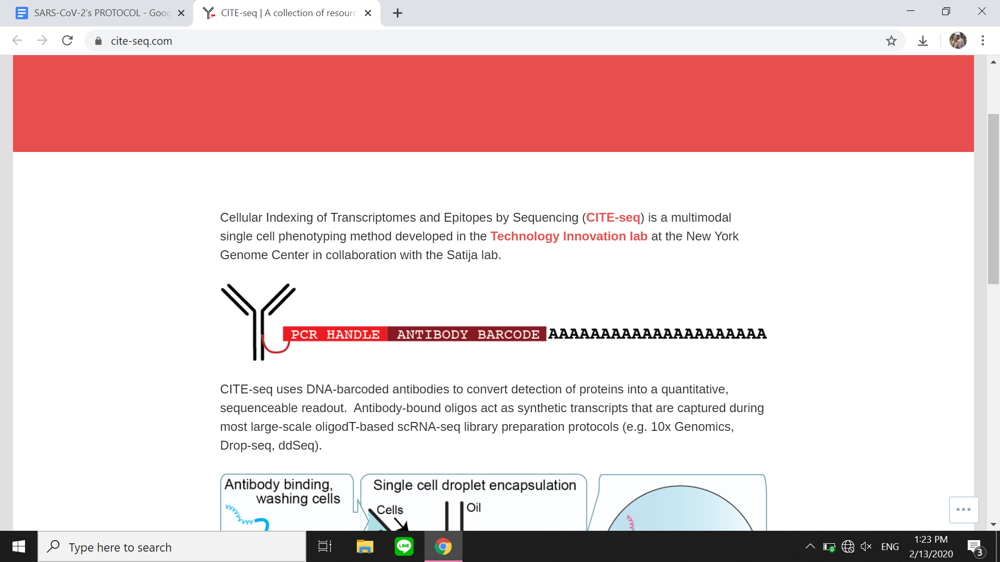 SARS-CoV-2's PROTOCOL - Goog
CITE-seq | A collection of resourc
cite-seq.com
Cellular Indexing of Transcriptomes and Epitopes by Sequencing (CITE-seq) is a multimodal
single cell phenotyping method developed in the Technology Innovation lab at the New York
Genome Center in collaboration with the Satija lab.
PCR HANDLE ANTIBODY BARCODE AAAAAAAAAAAAAAAAAAAAA
CITE-seq uses DNA-barcoded antibodies to convert detection of proteins into a quantitative,
sequenceable readout.  Antibody-bound oligos act as synthetic transcripts that are captured during
most large-scale oligodT-based scRNA-seq library preparation protocols (e.g. 10x Genomics,
Drop-seq, ddSeq).
Antibody binding,
washing cells
Single cell droplet encapsulation
Cells
Oil
Type here to search
LINE
ENG
1:23 PM
2/13/2020
3